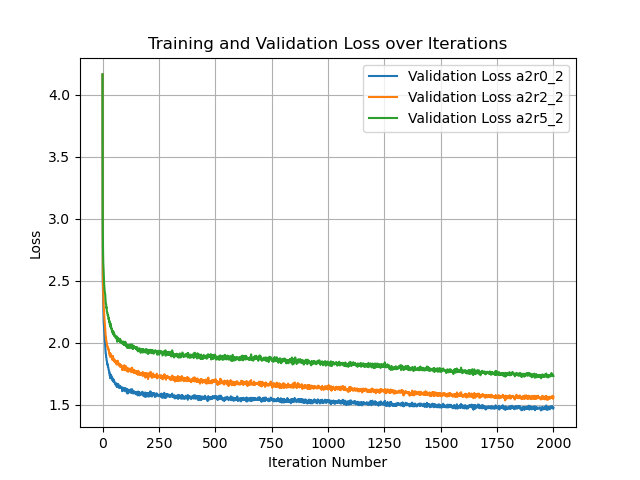 Training and Validation Loss over Iterations
Validation Loss a2r0_2
Validation Loss a2r2_2
Validation Loss a2r5_2
Loss
4.0
3.5
3.0
2.5
2.0
1.5
0 250 500 750 1000 1250 1500 1750 2000
Iteration Number